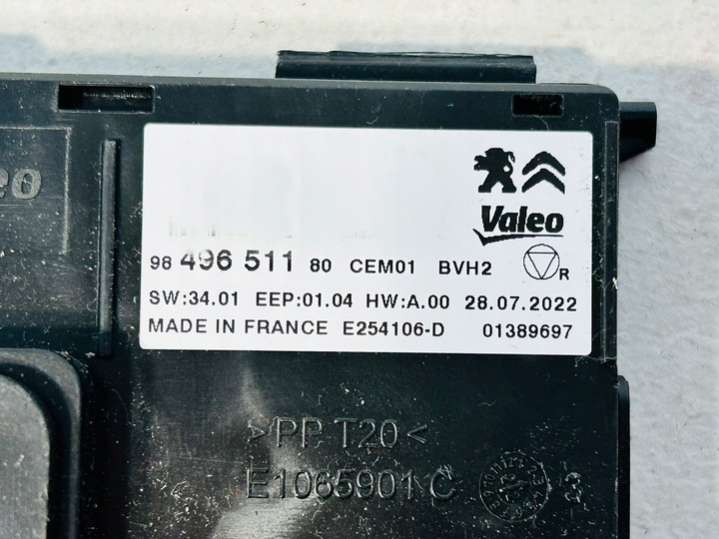 Valeo
98 496 511 80 CEM01 BVH2 R
SW:34.01 EEP:01.04 HW:A.00 28.07.2022
MADE IN FRANCE E254106-D 01389697
>PP T20<
E1065901 C